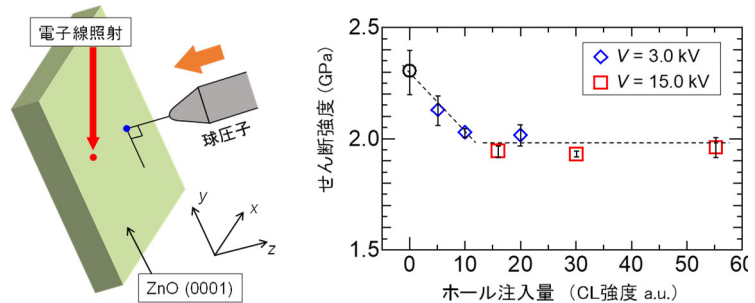 電子線照射
球圧子
y
x
z
ZnO (0001)
せん断強度 (GPa)
2.5
2.0
1.5
V = 3.0 kV
V = 15.0 kV
0 10 20 30 40 50 60
ホール注入量 (CL強度 a.u.)